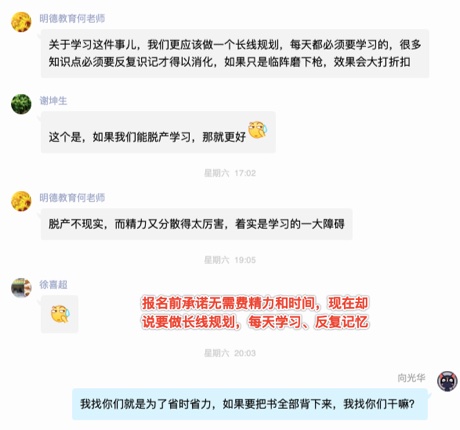 明德教育何老师
关于学习这件事儿，我们更应该做一个长线规划，每天都必须要学习的，很多
知识点必须要反复识记才得以消化，如果只是临阵磨下枪，效果会大打折扣
谢坤生
这个是，如果我们能脱产学习，那就更好
星期六 17:02
明德教育何老师
脱产不现实，而精力又分散得太厉害，着实是学习的一大障碍
星期六 19:05
徐喜超
报名前承诺无需费精力和时间，现在却
说要做长线规划，每天学习、反复记忆
星期六 20:03
向光华
我找你们就是为了省时省力，如果要把书全部背下来，我找你们干嘛？